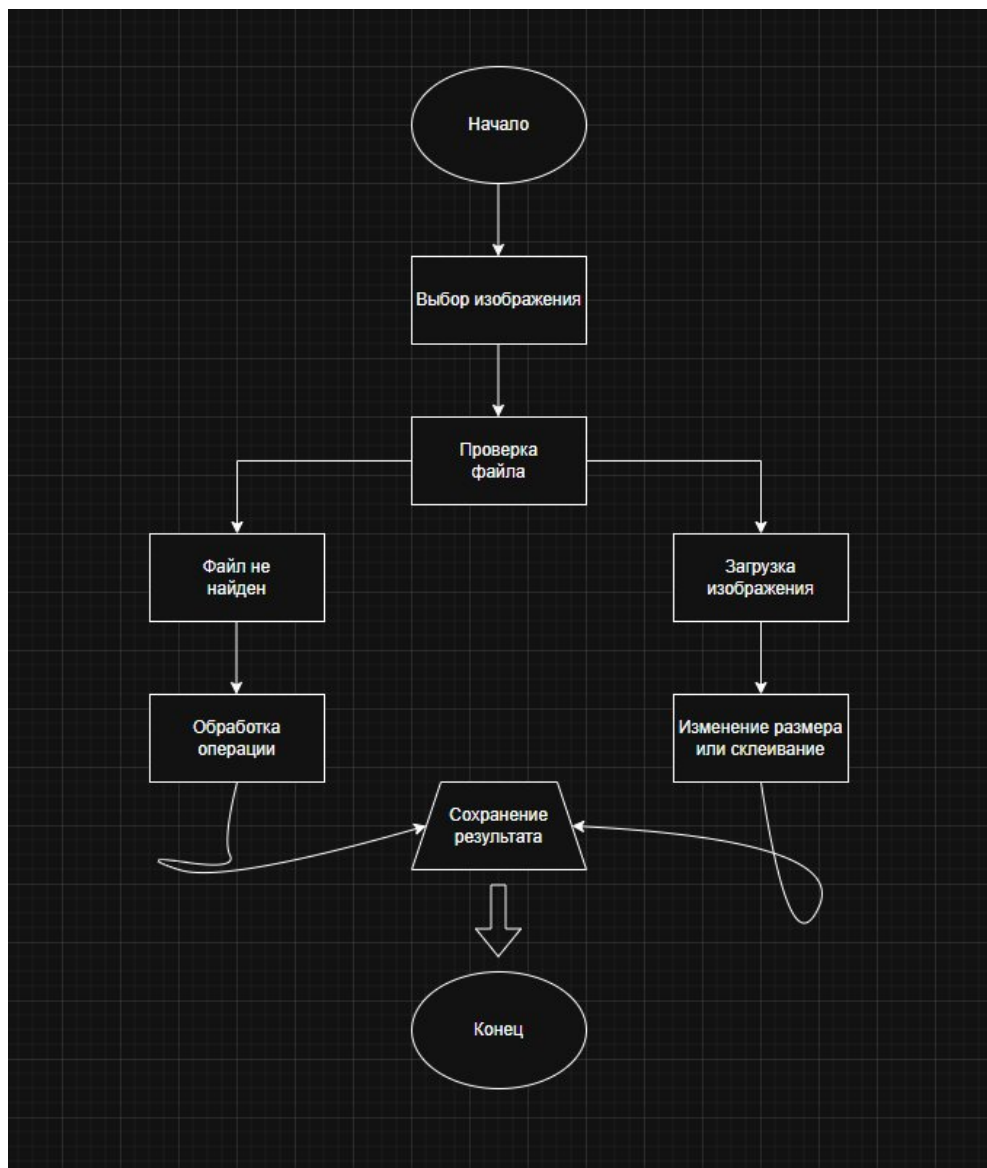 Начало
Выбор изображения
Проверка
файла
Файл не
найден
Загрузка
изображения
Обработка
операции
Изменение размера
или склеивание
Сохранение
результата
Конец